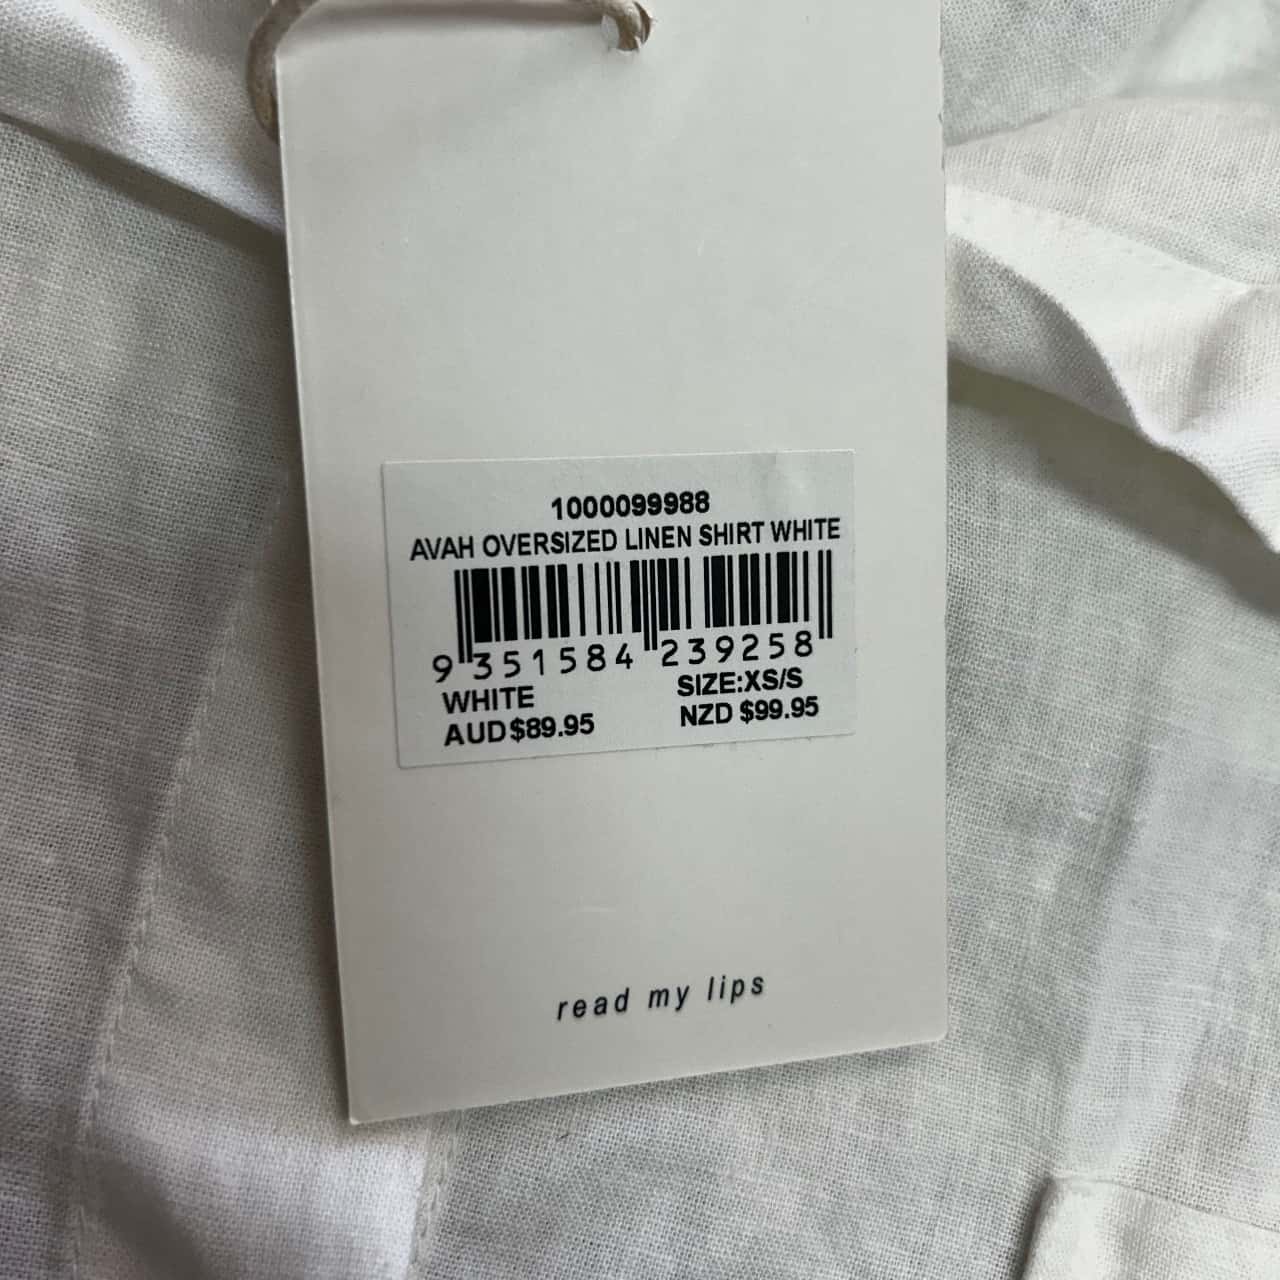 1000099988
AVAH OVERSIZED LINEN SHIRT WHITE
9 351584 239258
WHITE SIZE:XS/S
AUD$89.95 NZD $99.95
read my lips